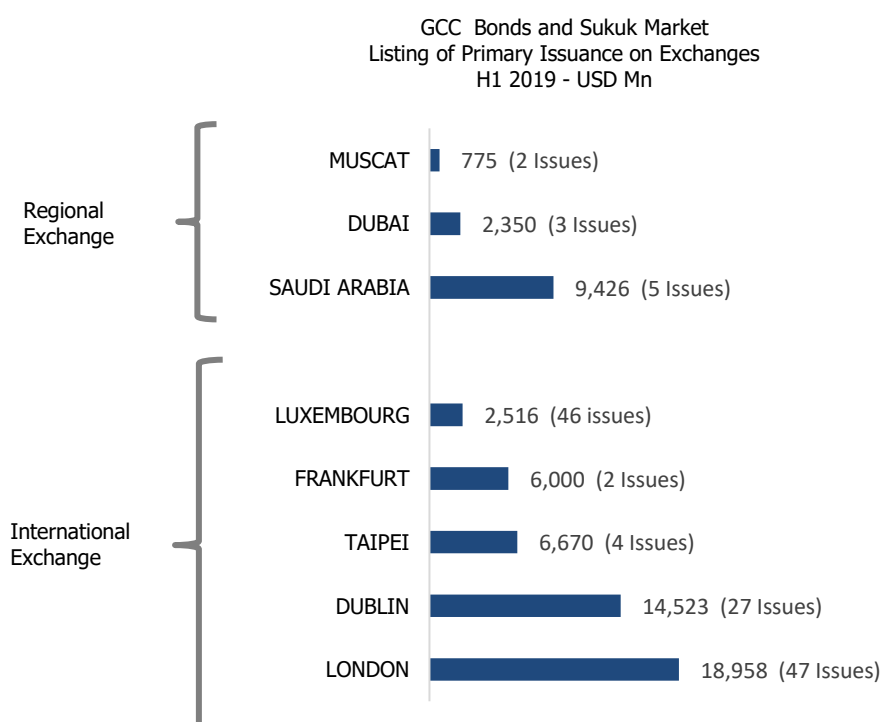 GCC  Bonds and Sukuk Market
Listing of Primary Issuance on Exchanges
H1 2019 - USD Mn
Regional
Exchange
MUSCAT 775  (2 Issues)
DUBAI 2,350  (3 Issues)
SAUDI ARABIA 9,426  (5 Issues)
International
Exchange
LUXEMBOURG 2,516  (46 issues)
FRANKFURT 6,000  (2 Issues)
TAIPEI 6,670  (4 Issues)
DUBLIN 14,523  (27 Issues)
LONDON 18,958  (47 Issues)